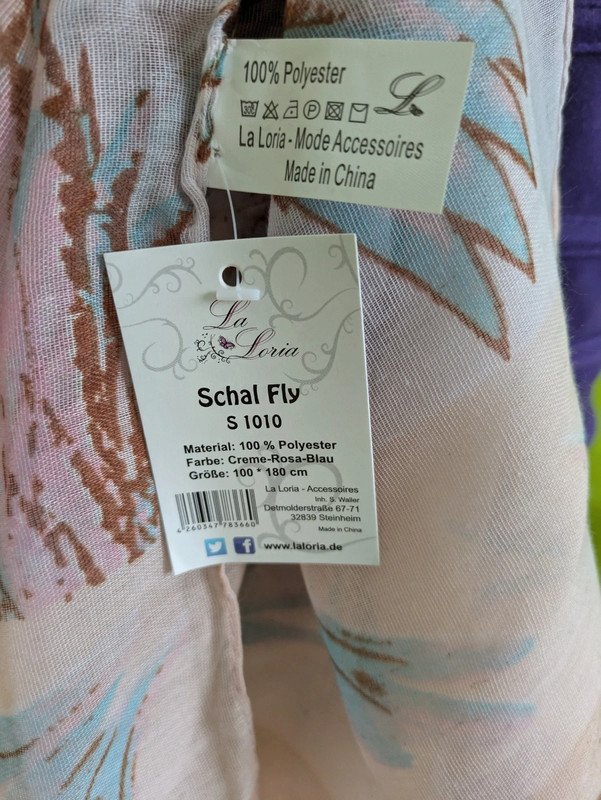 100% Polyester
La Loria - Mode Accessoires
Made in China
La
Loria
Schal Fly
S 1010
Material: 100 % Polyester
Farbe: Creme-Rosa-Blau
Größe: 100 * 180 cm
La Loria - Accessoires
Inh. S. Waller
Detmolderstraße 67-71
32839 Steinheim
Made in China
4 260347 783660
www.laloria.de